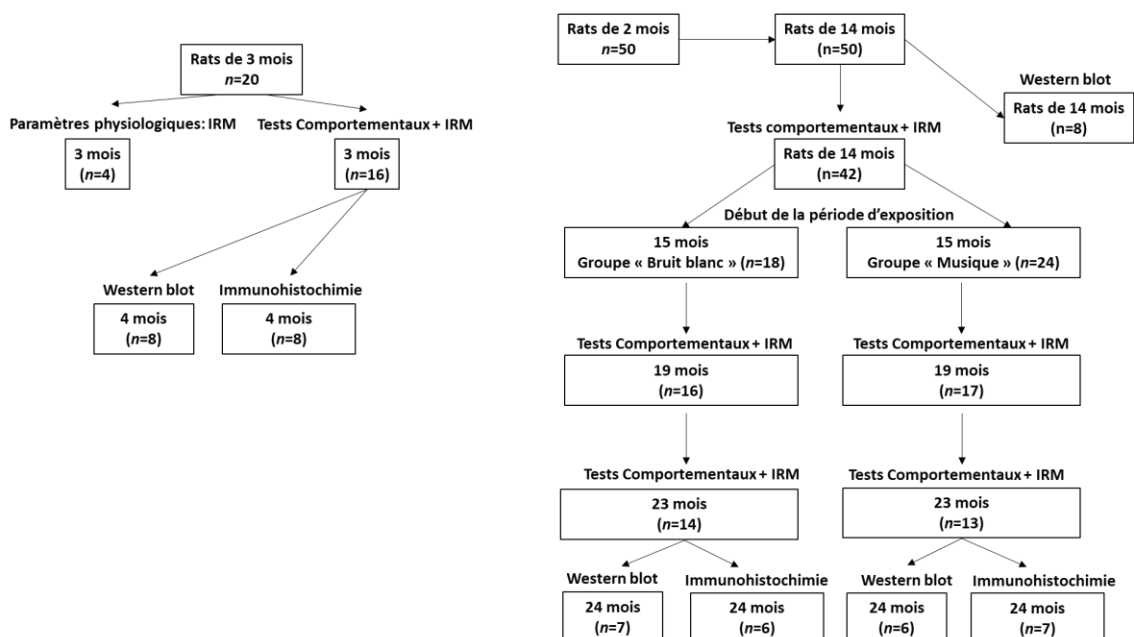 Rats de 3 mois
n=20
Paramètres physiologiques: IRM
3 mois
(n=4)
Tests Comportementaux + IRM
3 mois
(n=16)
Western blot
4 mois
(n=8)
Immunohistochimie
4 mois
(n=8)
Rats de 2 mois
n=50
Rats de 14 mois
(n=50)
Western blot
Rats de 14 mois
(n=8)
Tests comportementaux + IRM
Rats de 14 mois
(n=42)
Début de la période d'exposition
15 mois
Groupe « Bruit blanc » (n=18)
15 mois
Groupe « Musique » (n=24)
Tests Comportementaux + IRM
19 mois
(n=16)
Tests Comportementaux + IRM
19 mois
(n=17)
Tests Comportementaux + IRM
23 mois
(n=14)
Tests Comportementaux + IRM
23 mois
(n=13)
Western blot
24 mois
(n=7)
Immunohistochimie
24 mois
(n=6)
Western blot
24 mois
(n=6)
Immunohistochimie
24 mois
(n=7)